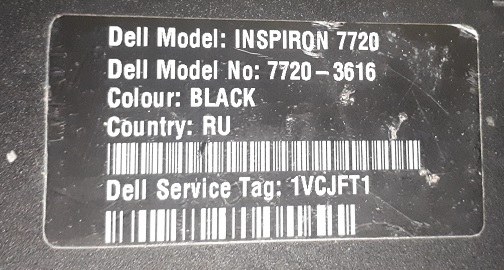 Dell Model: INSPIRON 7720
Dell Model No: 7720-3616
Colour: BLACK
Country: RU
Dell Service Tag: 1VCJFT1